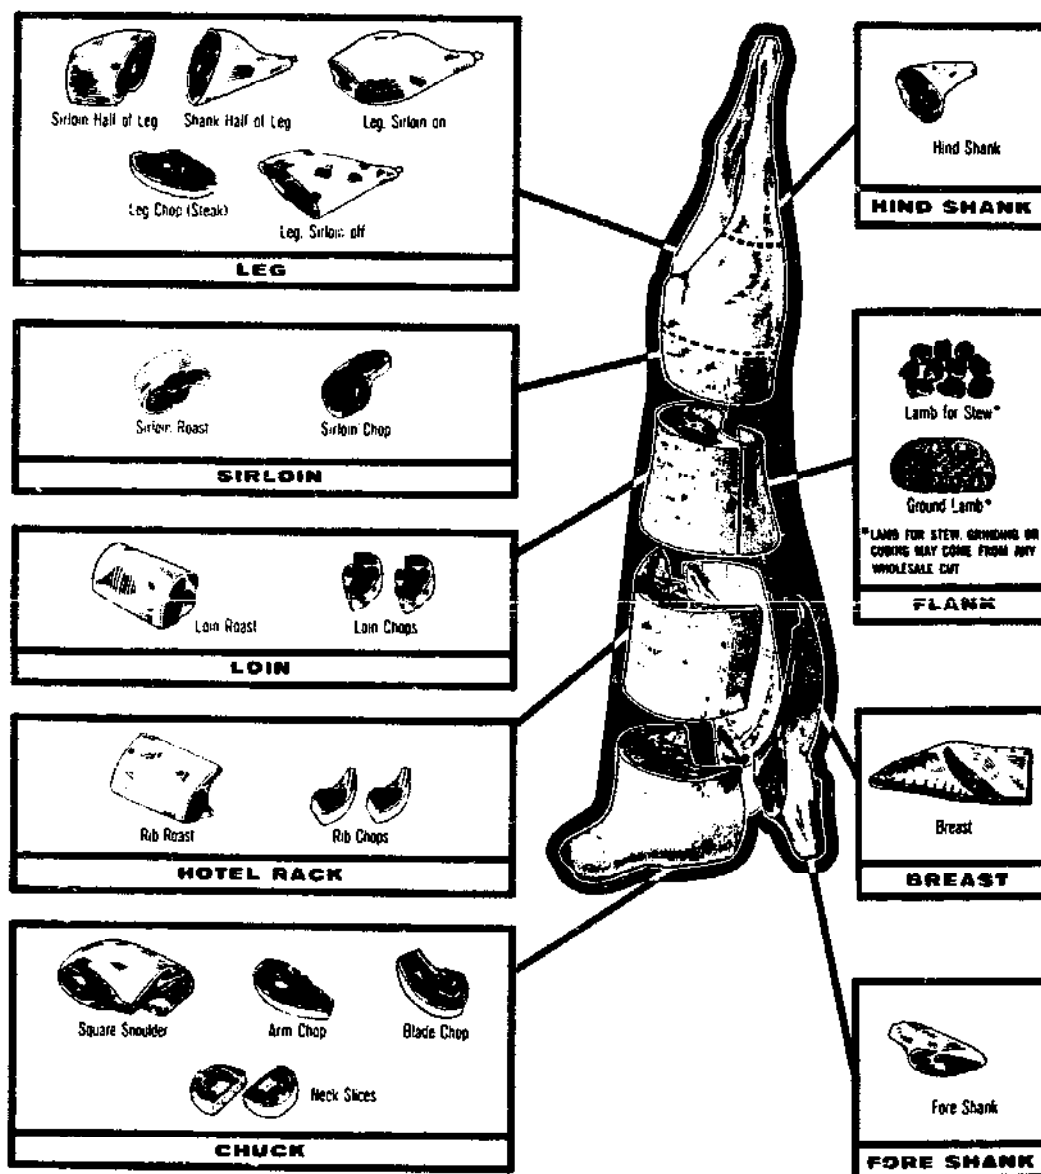 Sirloin Half of Leg
Shank Half of Leg
Leg, Sirloin on
Leg Chop (Steak)
Leg, Sirloin off
LEG
Sirloin Roast
Sirloin Chop
SIRLOIN
Loin Roast
Loin Chops
LOIN
Rib Roast
Rib Chops
HOTEL RACK
Square Shoulder
Arm Chop
Blade Chop
Neck Slices
CHUCK
Hind Shank
HIND SHANK
Lamb for Stew*
Ground Lamb*
*LAMB FOR STEW, GRINDING OR
CUBING MAY COME FROM ANY
WHOLESALE CUT
FLANK
Breast
BREAST
Fore Shank
FORE SHANK